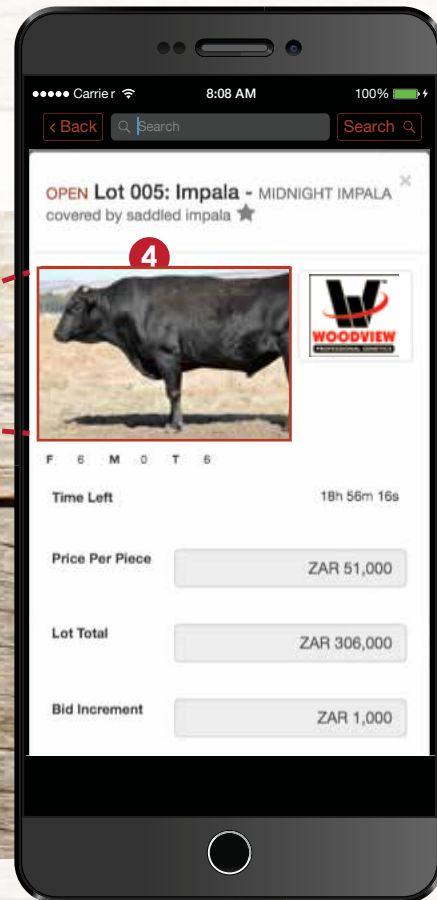 Carrier 8:08 AM 100%
< Back Search Search
OPEN Lot 005: Impala - MIDNIGHT IMPALA ×
covered by saddled impala
4
W
WOODVIEW
PROFESSIONAL GENETICS
F 6 M 0 T 6
Time Left 18h 56m 16s
Price Per Piece ZAR 51,000
Lot Total ZAR 306,000
Bid Increment ZAR 1,000